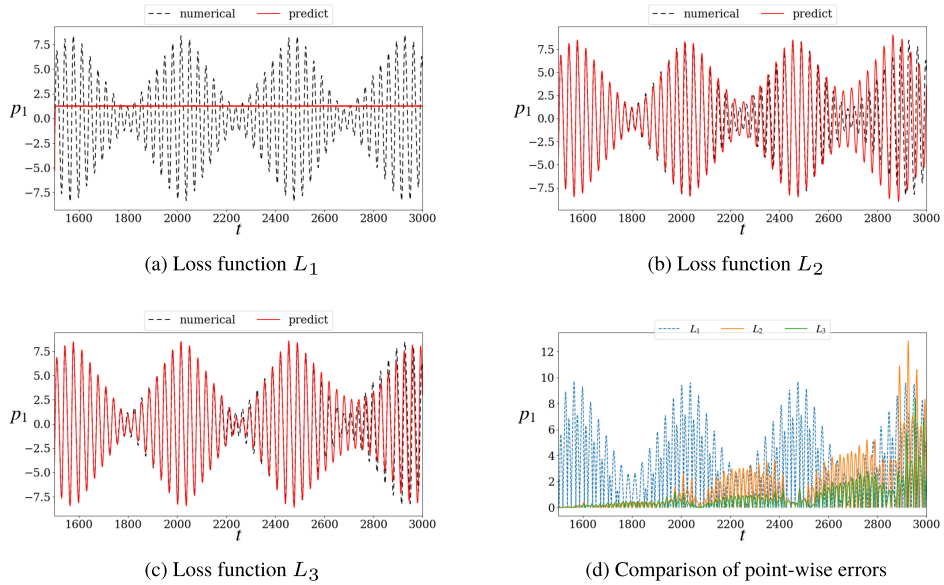 numerical predict
7.5
5.0
2.5
p₁
0.0
−2.5
−5.0
−7.5
1600 1800 2000 2200 2400 2600 2800 3000
t
(a) Loss function L₁
numerical predict
7.5
5.0
2.5
p₁
0.0
−2.5
−5.0
−7.5
1600 1800 2000 2200 2400 2600 2800 3000
t
(b) Loss function L₂
numerical predict
7.5
5.0
2.5
p₁
0.0
−2.5
−5.0
−7.5
1600 1800 2000 2200 2400 2600 2800 3000
t
(c) Loss function L₃
L₁ L₂ L₃
12
10
8
p₁
6
4
2
0
1600 1800 2000 2200 2400 2600 2800 3000
t
(d) Comparison of point-wise errors